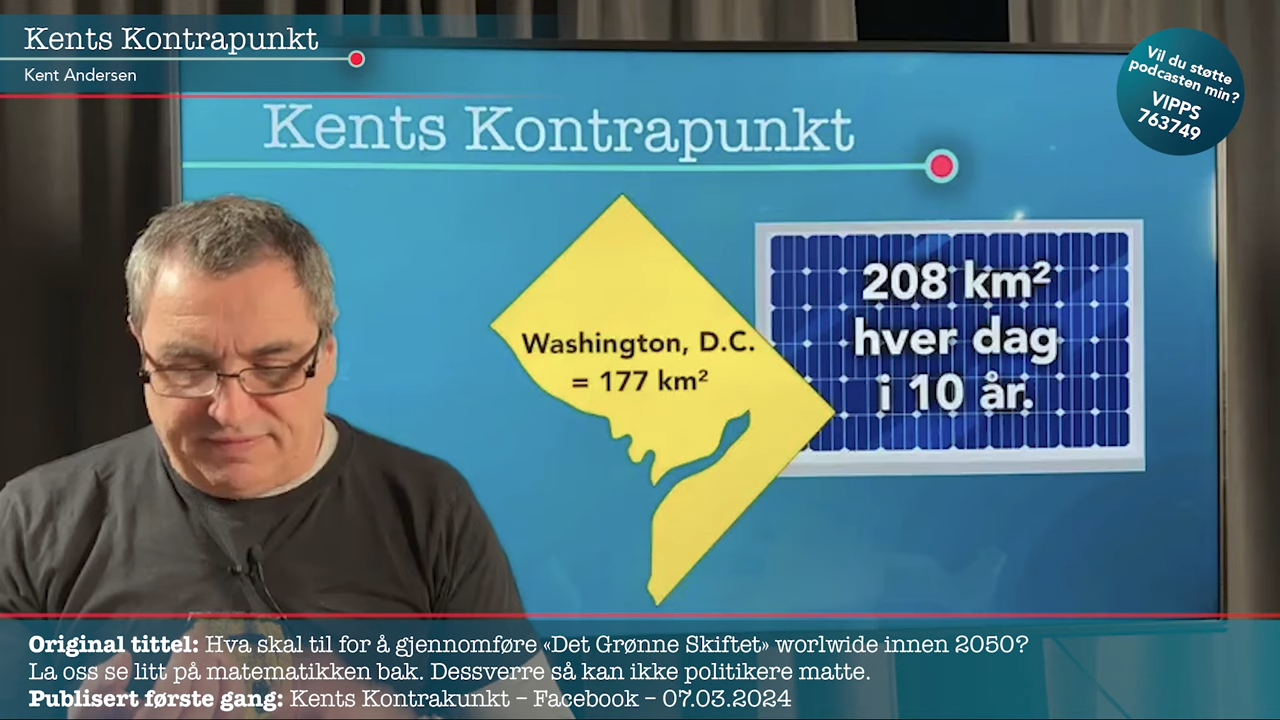 Kents Kontrapunkt
Kent Andersen
Vil du støtte
podcasten min?
VIPPS
763749
Kents Kontrapunkt
Washington, D.C.
= 177 km²
208 km²
hver dag
i 10 år.
Original tittel: Hva skal til for å gjennomføre «Det Grønne Skiftet» worlwide innen 2050?
La oss se litt på matematikken bak. Dessverre så kan ikke politikere matte.
Publisert første gang: Kents Kontrakunkt – Facebook – 07.03.2024